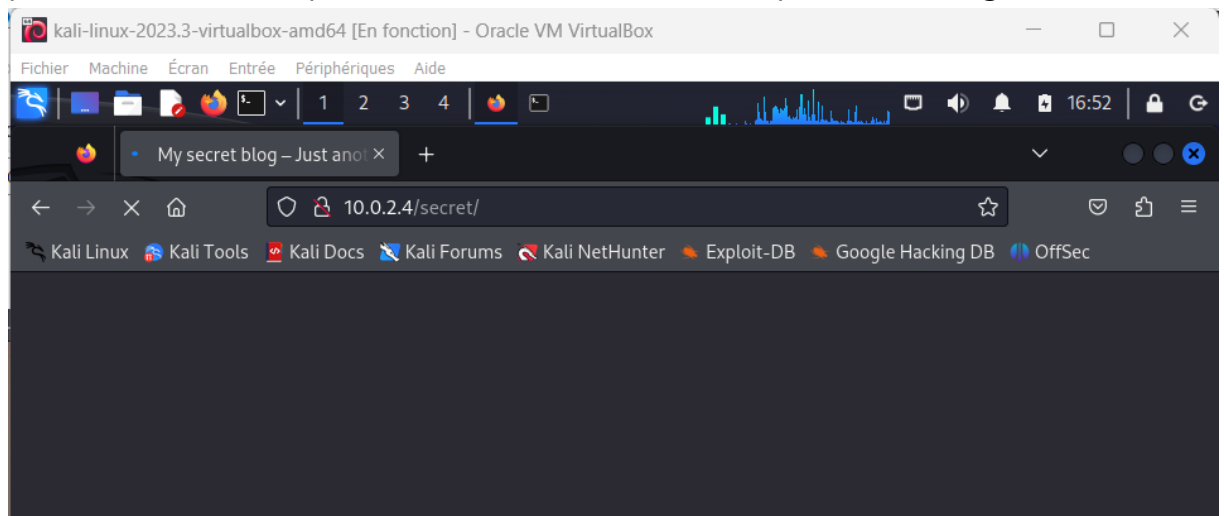 kali-linux-2023.3-virtualbox-amd64 [En fonction] - Oracle VM VirtualBox
Fichier Machine Écran Entrée Périphériques Aide
1 2 3 4 16:52
My secret blog – Just anot
10.0.2.4/secret/
Kali Linux Kali Tools Kali Docs Kali Forums Kali NetHunter Exploit-DB Google Hacking DB OffSec